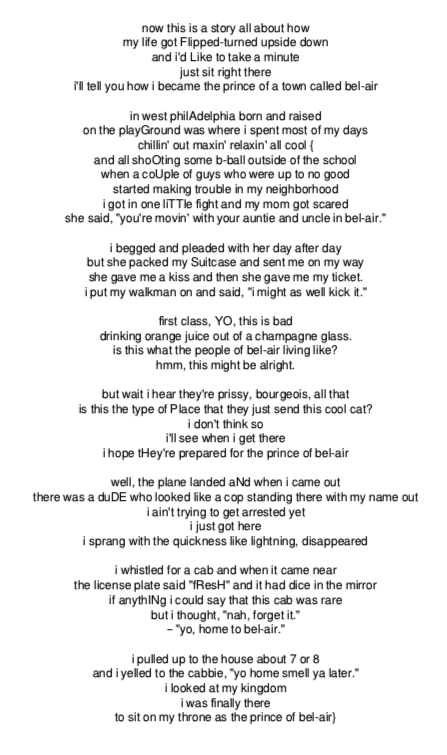 now this is a story all about how
my life got Flipped-turned upside down
and i'd Like to take a minute
just sit right there
i'll tell you how i became the prince of a town called bel-air
in west philAdelphia born and raised
on the playGround was where i spent most of my days
chillin' out maxin' relaxin' all cool {
and all shoOting some b-ball outside of the school
when a coUple of guys who were up to no good
started making trouble in my neighborhood
i got in one liTTle fight and my mom got scared
she said, "you're movin' with your auntie and uncle in bel-air."
i begged and pleaded with her day after day
but she packed my Suitcase and sent me on my way
she gave me a kiss and then she gave me my ticket.
i put my walkman on and said, "i might as well kick it."
first class, YO, this is bad
drinking orange juice out of a champagne glass.
is this what the people of bel-air living like?
hmm, this might be alright.
but wait i hear they're prissy, bourgeois, all that
is this the type of Place that they just send this cool cat?
i don't think so
i'll see when i get there
i hope tHey're prepared for the prince of bel-air
well, the plane landed aNd when i came out
there was a duDE who looked like a cop standing there with my name out
i ain't trying to get arrested yet
i just got here
i sprang with the quickness like lightning, disappeared
i whistled for a cab and when it came near
the license plate said "fResH" and it had dice in the mirror
if anythINg i could say that this cab was rare
but i thought, "nah, forget it."
– "yo, home to bel-air."
i pulled up to the house about 7 or 8
and i yelled to the cabbie, "yo home smell ya later."
i looked at my kingdom
i was finally there
to sit on my throne as the prince of bel-air}